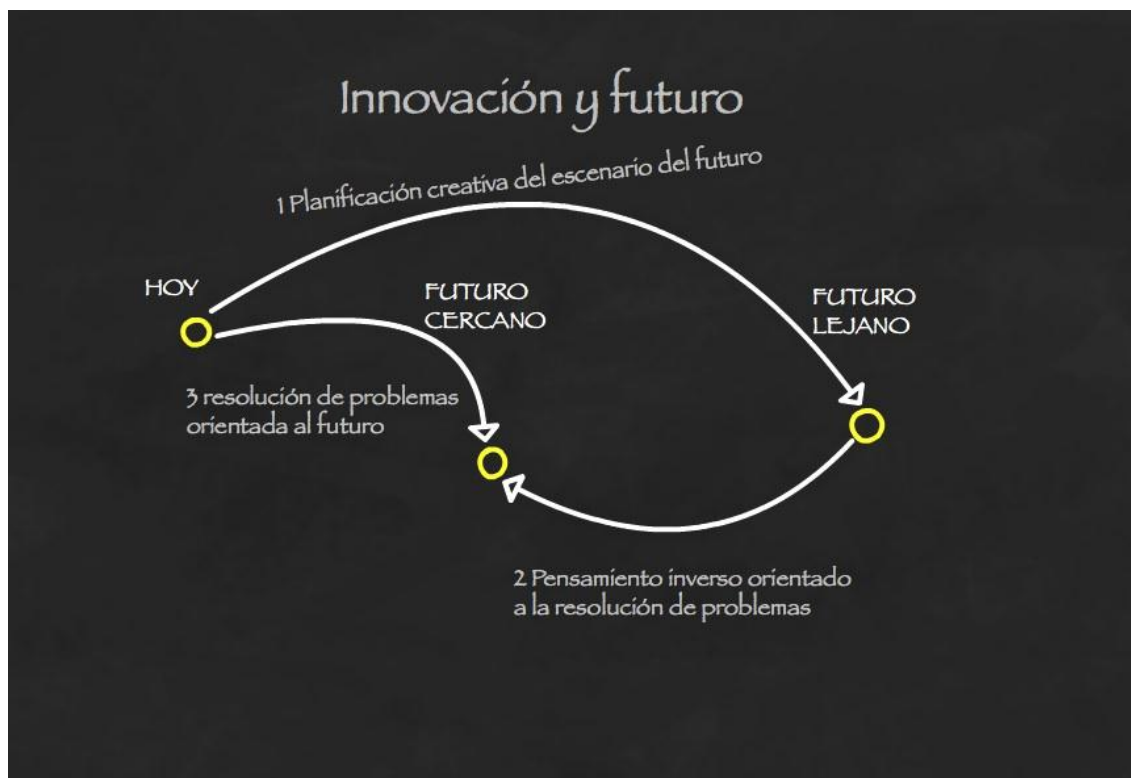 Innovación y futuro
1 Planificación creativa del escenario del futuro
HOY
FUTURO
CERCANO
FUTURO
LEJANO
3 resolución de problemas
orientada al futuro
2 Pensamiento inverso orientado
a la resolución de problemas